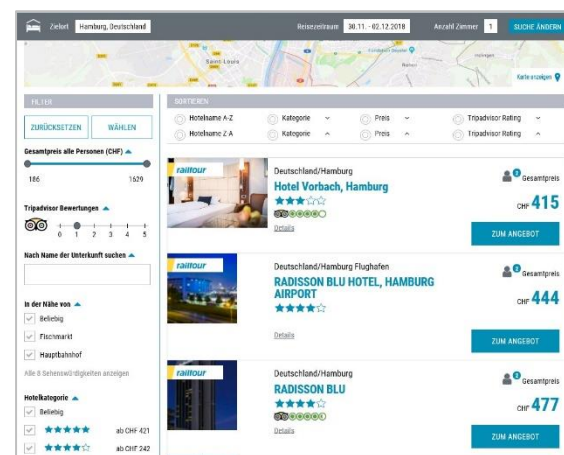 Zielort Hamburg, Deutschland Reisezeitraum 30.11. - 02.12.2018 Anzahl Zimmer 1 SUCHE ÄNDERN
Saint-Louis
Karte anzeigen
FILTER
ZURÜCKSETZEN WÄHLEN
Gesamtpreis alle Personen (CHF)
186 1629
Tripadvisor Bewertungen
0 1 2 3 4 5
Nach Name der Unterkunft suchen
In der Nähe von
Beliebig
Fischmarkt
Hauptbahnhof
Alle 8 Sehenswürdigkeiten anzeigen
Hotelkategorie
Beliebig
ab CHF 421
ab CHF 242
SORTIEREN
Hotelname A-Z Kategorie Preis Tripadvisor Rating
Hotelname Z-A Kategorie Preis Tripadvisor Rating
railtour
Deutschland/Hamburg
Hotel Vorbach, Hamburg
Details
Gesamtpreis
CHF 415
ZUM ANGEBOT
railtour
Deutschland/Hamburg Flughafen
RADISSON BLU HOTEL, HAMBURG
AIRPORT
Details
Gesamtpreis
CHF 444
ZUM ANGEBOT
railtour
Deutschland/Hamburg
RADISSON BLU
Details
Gesamtpreis
CHF 477
ZUM ANGEBOT